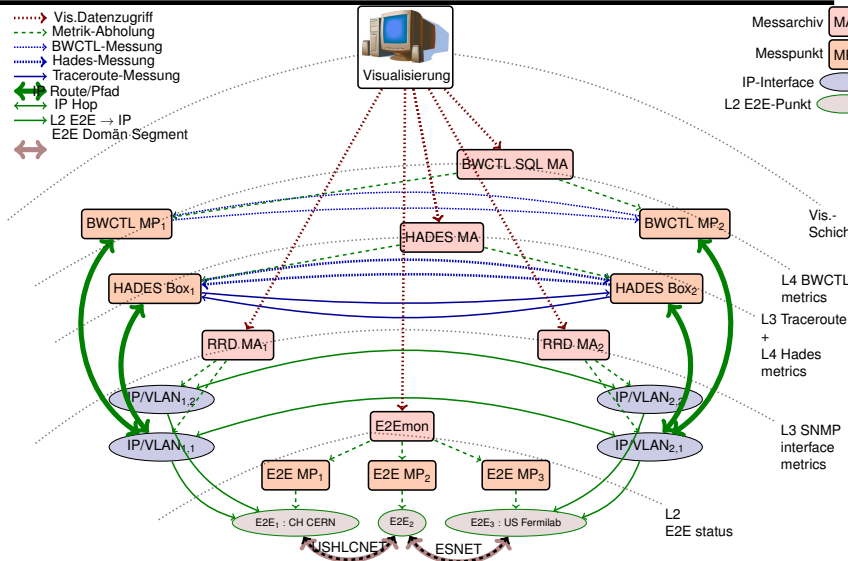 Vis.Datenzugriff
Metrik-Abholung
BWCTL-Messung
Hades-Messung
Traceroute-Messung
IP Route/Pfad
IP Hop
L2 E2E → IP
E2E Domän Segment
Visualisierung
Messarchiv MA
Messpunkt MP
IP-Interface
L2 E2E-Punkt
BWCTL SQL MA
BWCTL MP1
BWCTL MP2
Vis.-
Schich
HADES MA
HADES Box1
HADES Box2
L4 BWCTL
metrics
L3 Traceroute
+
L4 Hades
metrics
RRD MA1
RRD MA2
IP/VLAN1,2
IP/VLAN2,2
IP/VLAN1,1
IP/VLAN2,1
L3 SNMP
interface
metrics
E2Emon
E2E MP1
E2E MP2
E2E MP3
E2E1 : CH CERN
E2E2
E2E3 : US Fermilab
L2
E2E status
USHLCNET
ESNET